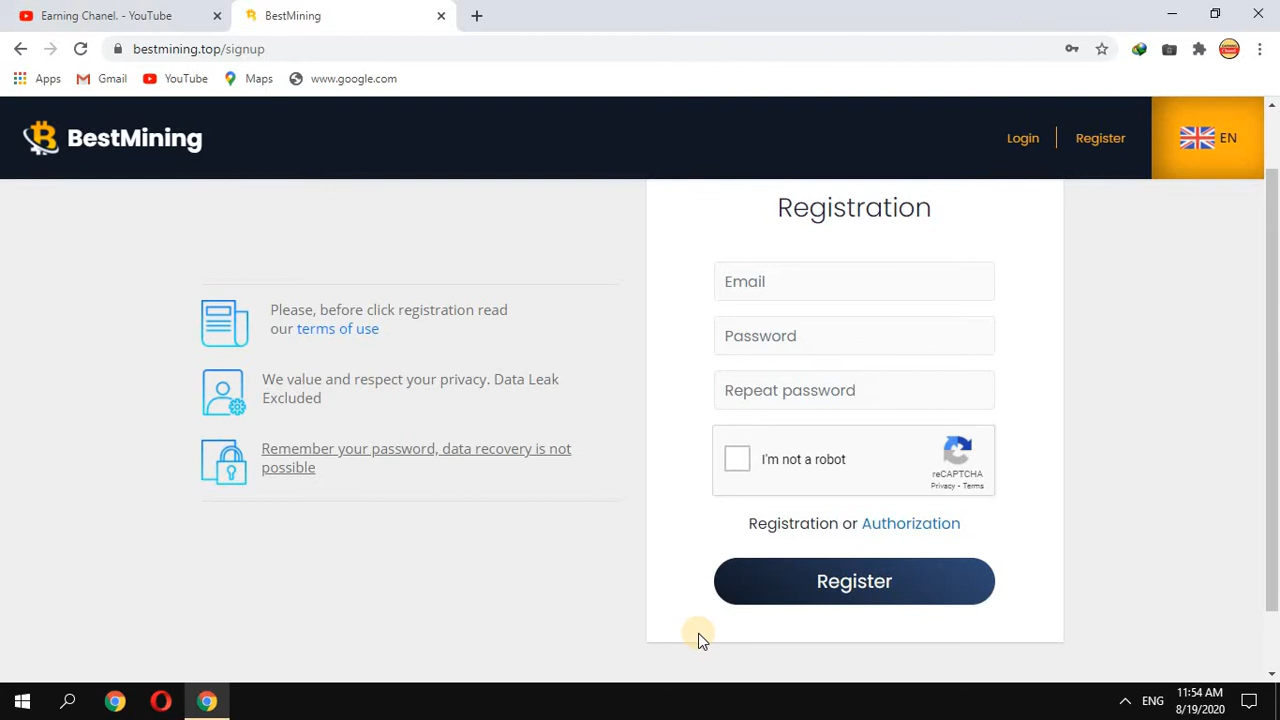 Earning Chanel. - YouTube
BestMining
bestmining.top/signup
Apps
Gmail
YouTube
Maps
www.google.com
BestMining
Login
Register
EN
Registration
Email
Please, before click registration read
our terms of use
Password
We value and respect your privacy. Data Leak
Excluded
Repeat password
Remember your password, data recovery is not
possible
I'm not a robot
reCAPTCHA
Privacy - Terms
Registration or Authorization
Register
ENG
11:54 AM
8/19/2020